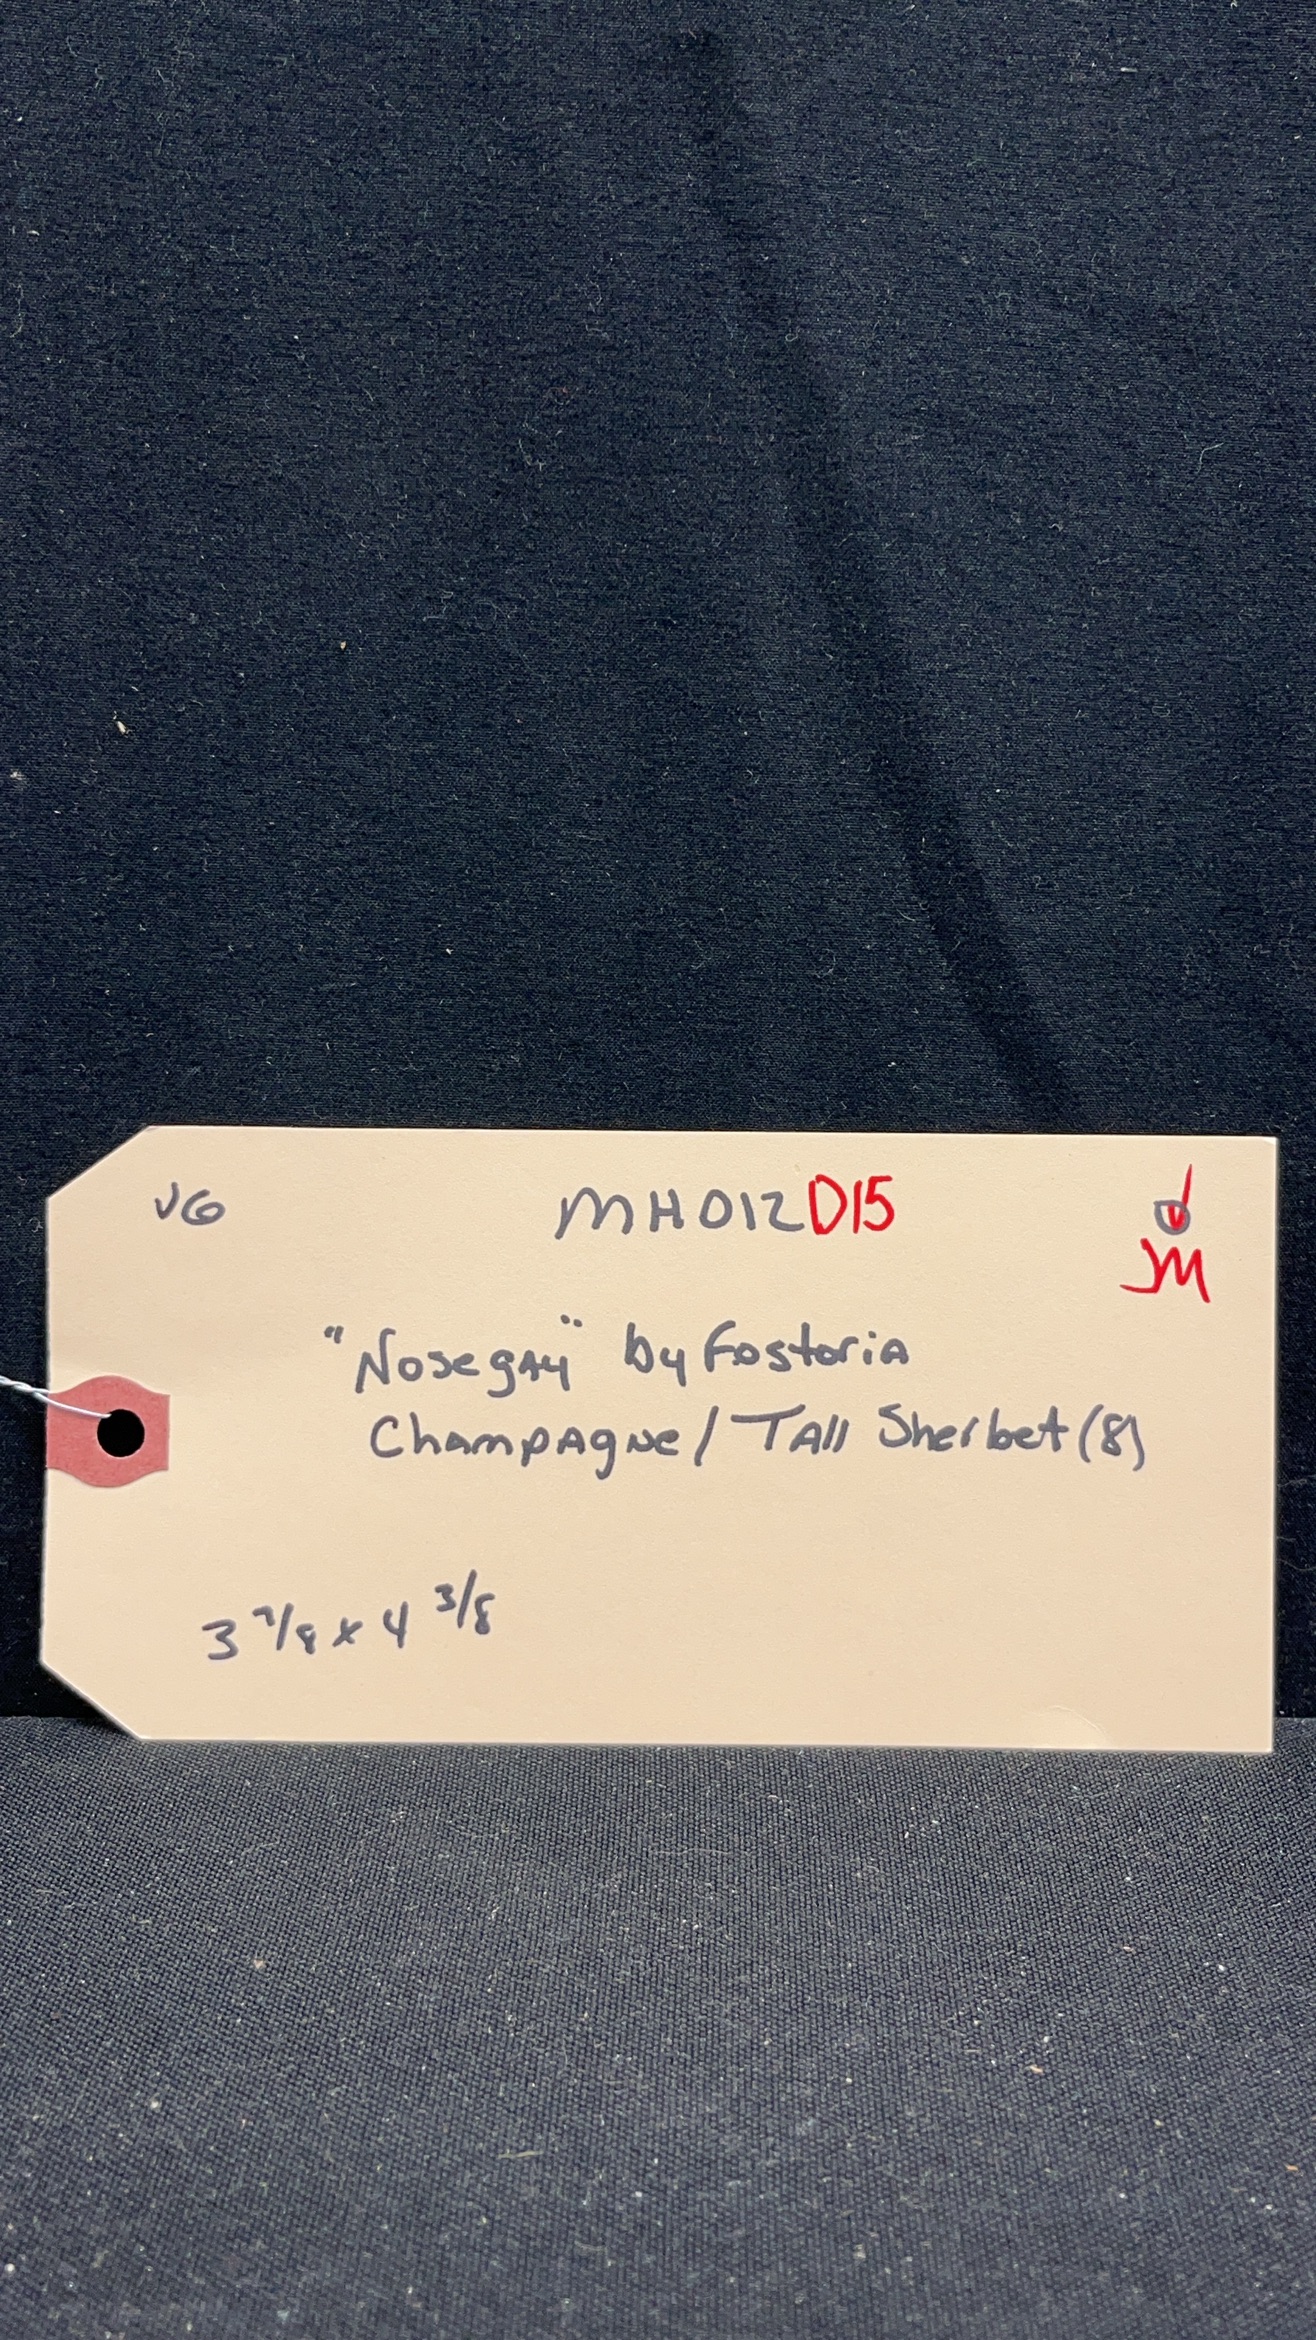 VG MH012D15
JM
"Nosegay" by Fostoria
Champagne / Tall Sherbet (8)
3 7/8 x 4 3/8